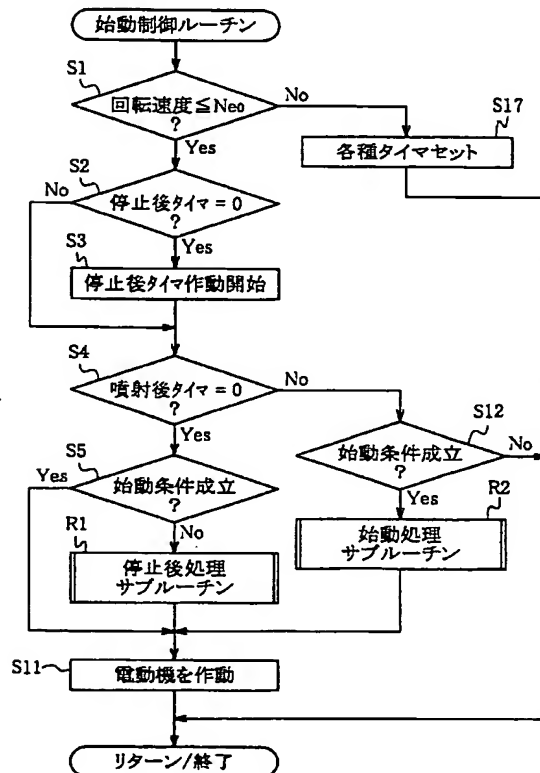 始動制御ルーチン
S1
回転速度≦Neo
?
No
Yes
S17
各種タイマセット
S2
No
停止後タイマ = 0
?
Yes
S3
停止後タイマ作動開始
S4
噴射後タイマ = 0
?
No
Yes
S12
始動条件成立
?
No
Yes
S5
Yes
始動条件成立
?
No
R1
停止後処理
サブルーチン
R2
始動処理
サブルーチン
S11
電動機を作動
リターン/終了